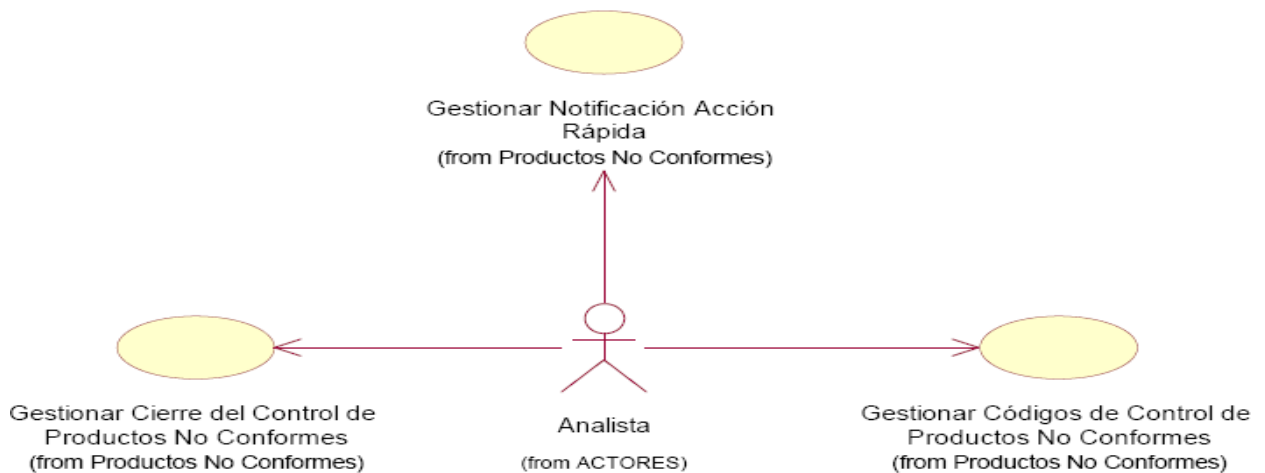 Gestionar Notificación Acción
Rápida
(from Productos No Conformes)
Gestionar Cierre del Control de
Productos No Conformes
(from Productos No Conformes)
Analista
(from ACTORES)
Gestionar Códigos de Control de
Productos No Conformes
(from Productos No Conformes)